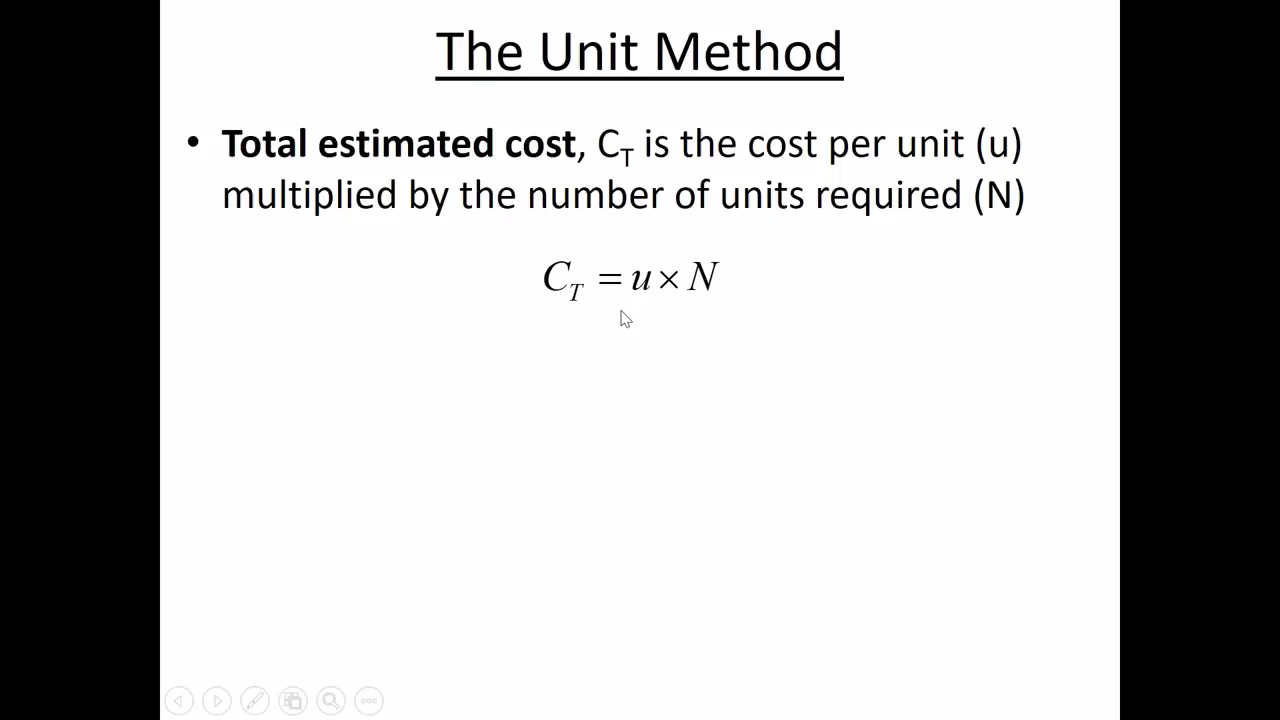 The Unit Method
• Total estimated cost, C_T is the cost per unit (u)
multiplied by the number of units required (N)
C_T = u × N